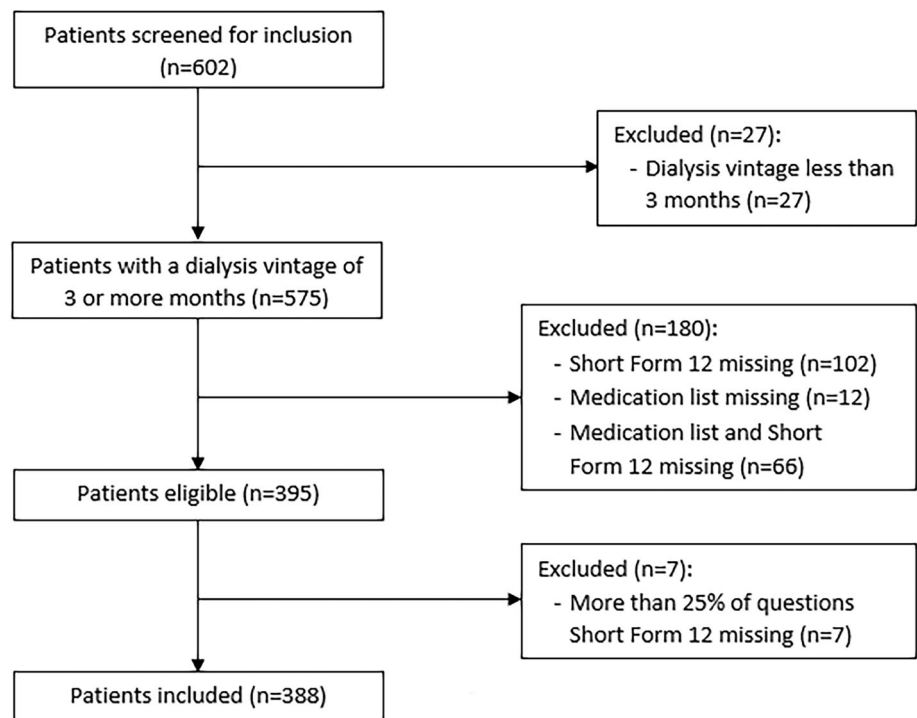 Patients screened for inclusion
(n=602)
Excluded (n=27):
- Dialysis vintage less than
3 months (n=27)
Patients with a dialysis vintage of
3 or more months (n=575)
Excluded (n=180):
- Short Form 12 missing (n=102)
- Medication list missing (n=12)
- Medication list and Short
Form 12 missing (n=66)
Patients eligible (n=395)
Excluded (n=7):
- More than 25% of questions
Short Form 12 missing (n=7)
Patients included (n=388)